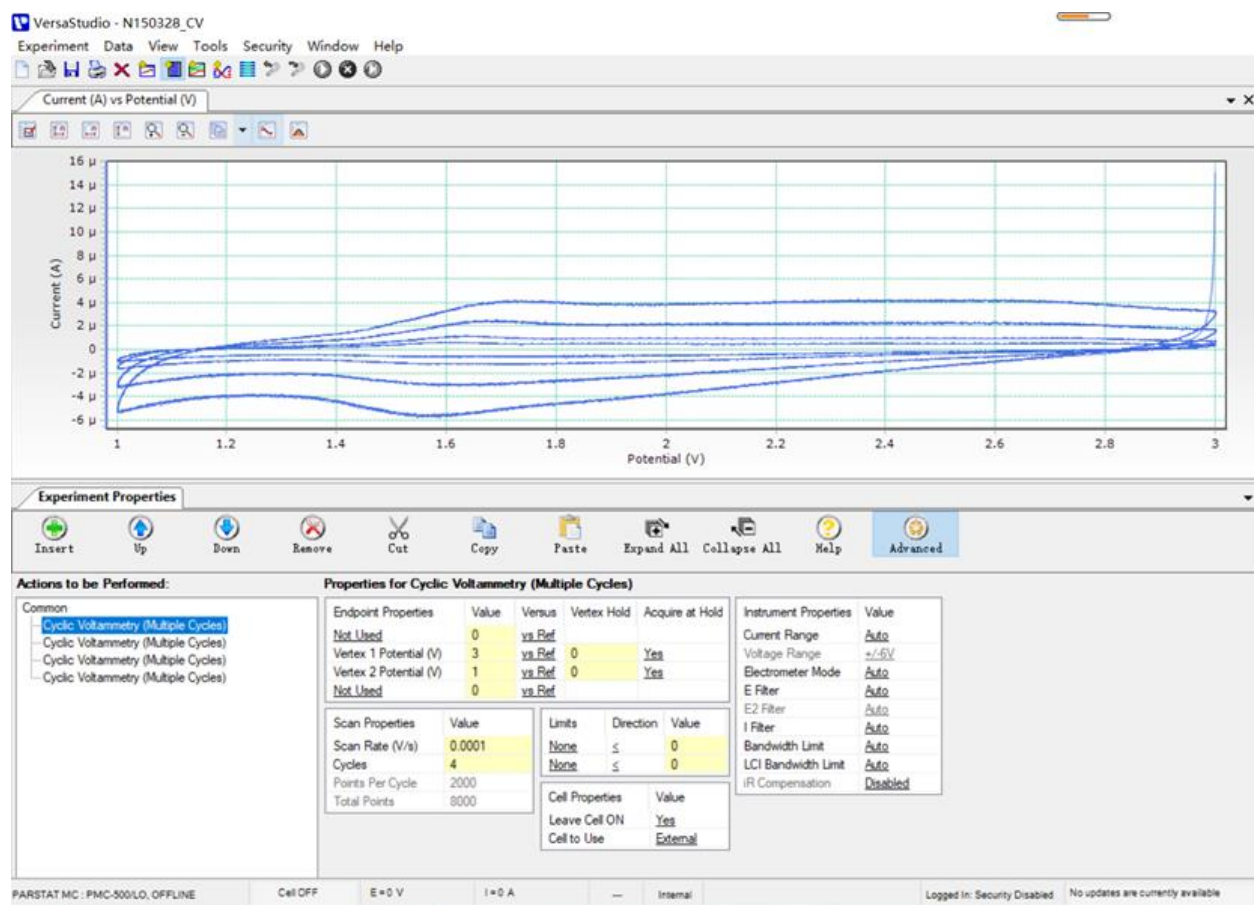 VersaStudio - N150328_CV
Experiment Data View Tools Security Window Help
Current (A) vs Potential (V)
16 μ
14 μ
12 μ
10 μ
8 μ
6 μ
4 μ
2 μ
0
-2 μ
-4 μ
-6 μ
Current (A)
1 1.2 1.4 1.6 1.8 2 2.2 2.4 2.6 2.8 3
Potential (V)
Experiment Properties
Insert Up Down Remove Cut Copy Paste Expand All Collapse All Help Advanced
Actions to be Performed:
Common
Cyclic Voltammetry (Multiple Cycles)
Cyclic Voltammetry (Multiple Cycles)
Cyclic Voltammetry (Multiple Cycles)
Cyclic Voltammetry (Multiple Cycles)
Properties for Cyclic Voltammetry (Multiple Cycles)
Endpoint Properties Value Versus Vertex Hold Acquire at Hold
Not Used 0 vs Ref
Vertex 1 Potential (V) 3 vs Ref 0 Yes
Vertex 2 Potential (V) 1 vs Ref 0 Yes
Not Used 0 vs Ref
Scan Properties Value
Scan Rate (V/s) 0.0001
Cycles 4
Points Per Cycle 2000
Total Points 8000
Limits Direction Value
None ≤ 0
None ≤ 0
Cell Properties Value
Leave Cell ON Yes
Cell to Use External
Instrument Properties Value
Current Range Auto
Voltage Range +/-6V
Electrometer Mode Auto
E Filter Auto
E2 Filter Auto
I Filter Auto
Bandwidth Limit Auto
LCI Bandwidth Limit Auto
iR Compensation Disabled
PARSTAT MC : PMC-500/LO, OFFLINE Cell OFF E = 0 V I = 0 A --- Internal Logged In: Security Disabled No updates are currently available